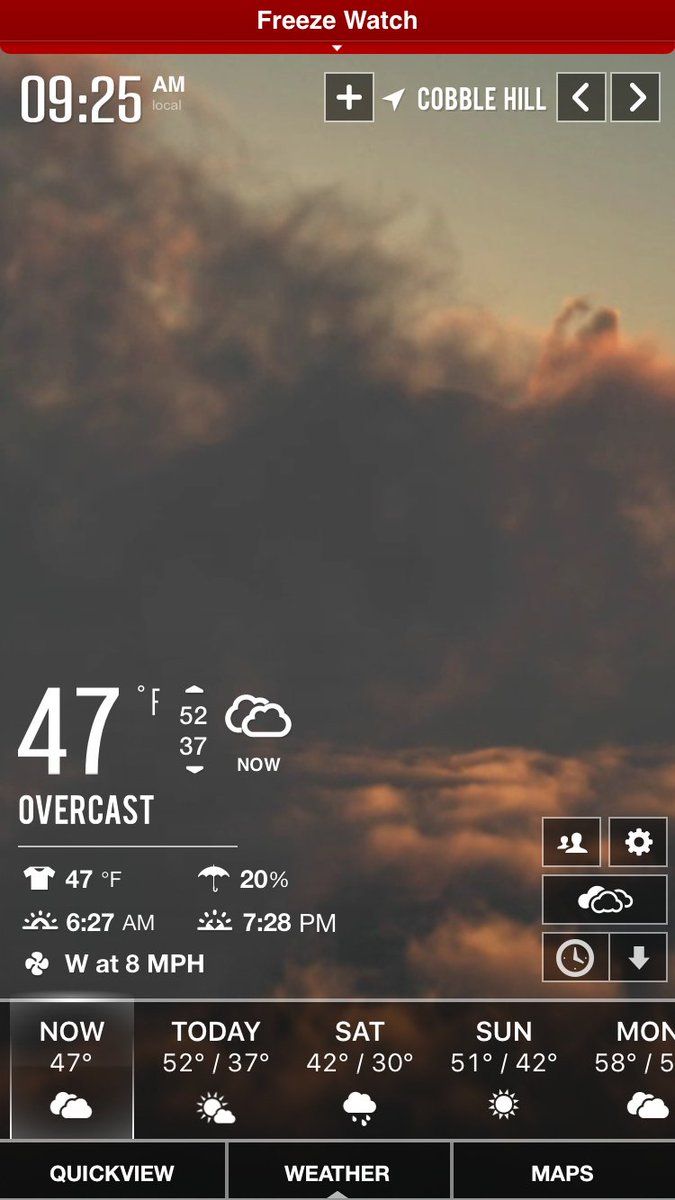 Freeze Watch
09:25 AM
local
COBBLE HILL
47 °F
52
37
NOW
OVERCAST
47 °F 20%
6:27 AM 7:28 PM
W at 8 MPH
NOW TODAY SAT SUN MON
47° 52° / 37° 42° / 30° 51° / 42° 58° / 5
QUICKVIEW WEATHER MAPS